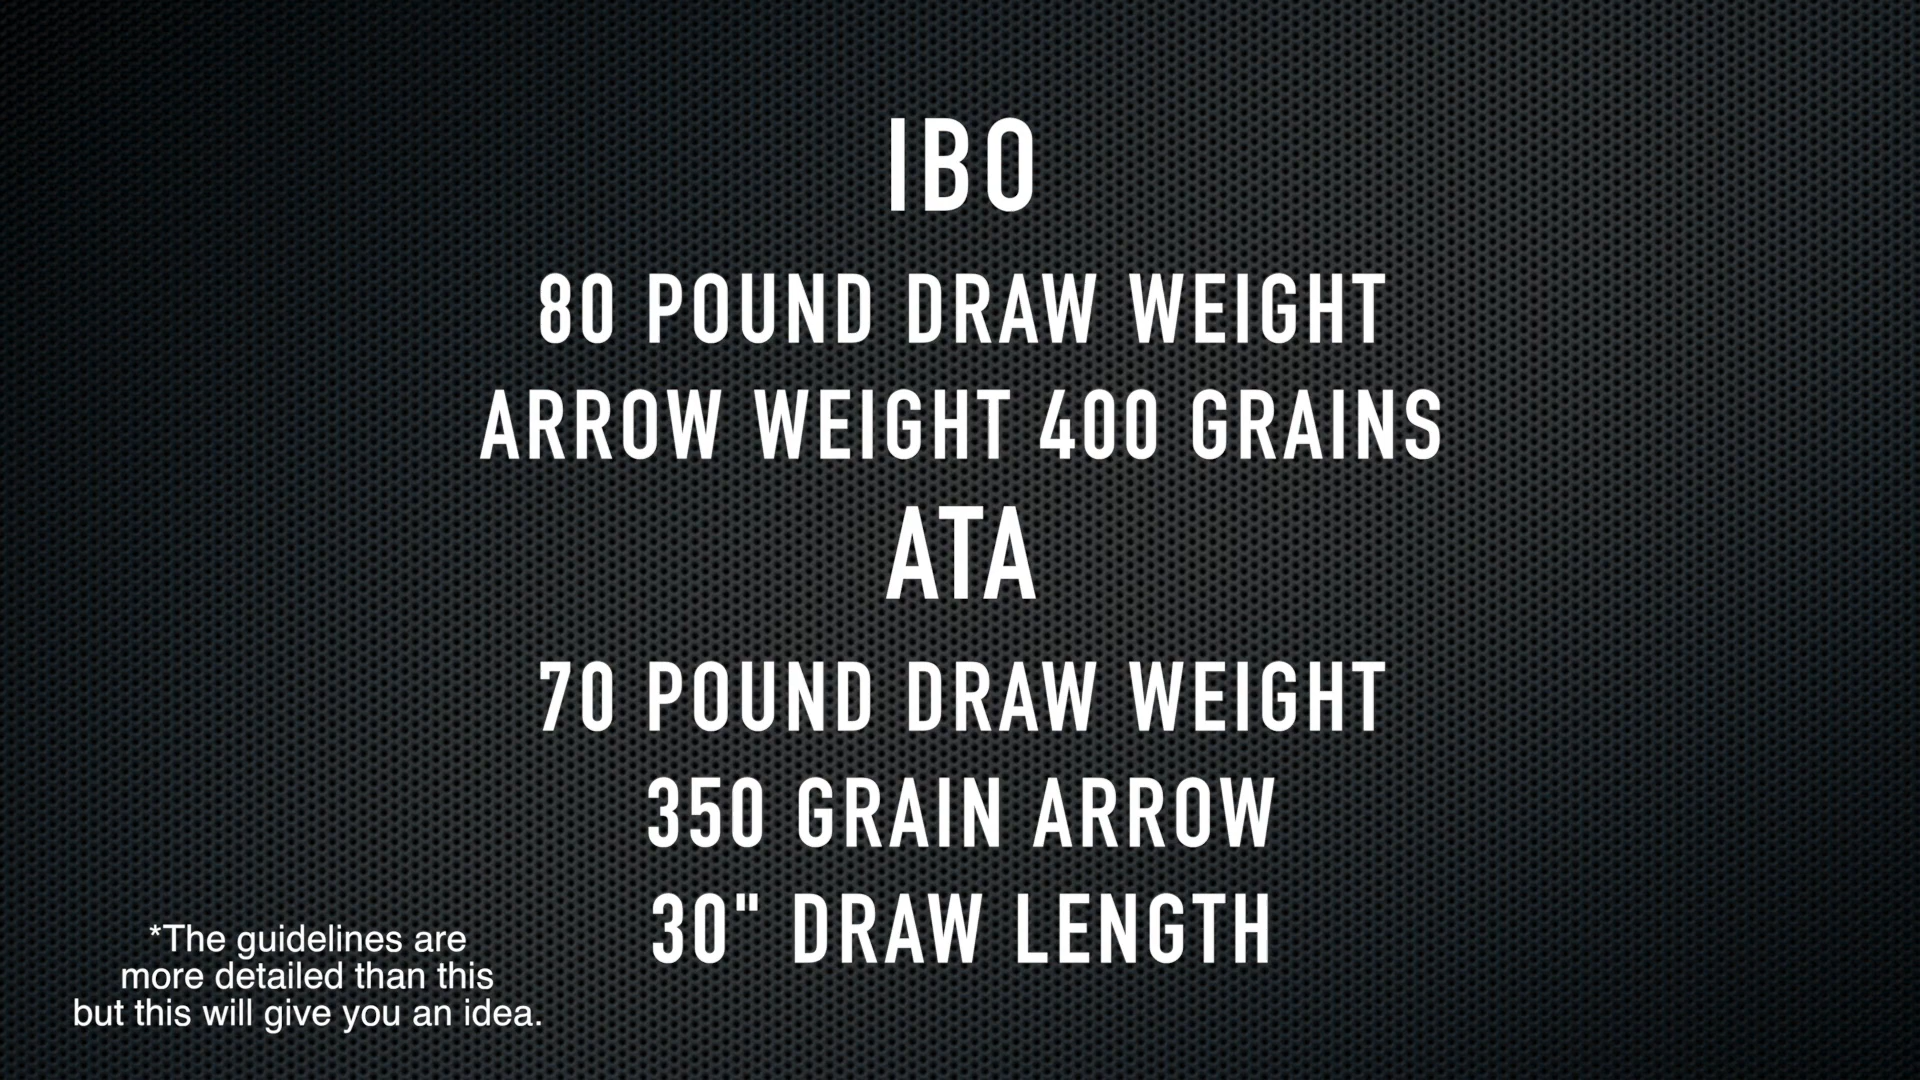 IBO
80 POUND DRAW WEIGHT
ARROW WEIGHT 400 GRAINS
ATA
70 POUND DRAW WEIGHT
350 GRAIN ARROW
30" DRAW LENGTH
*The guidelines are
more detailed than this
but this will give you an idea.